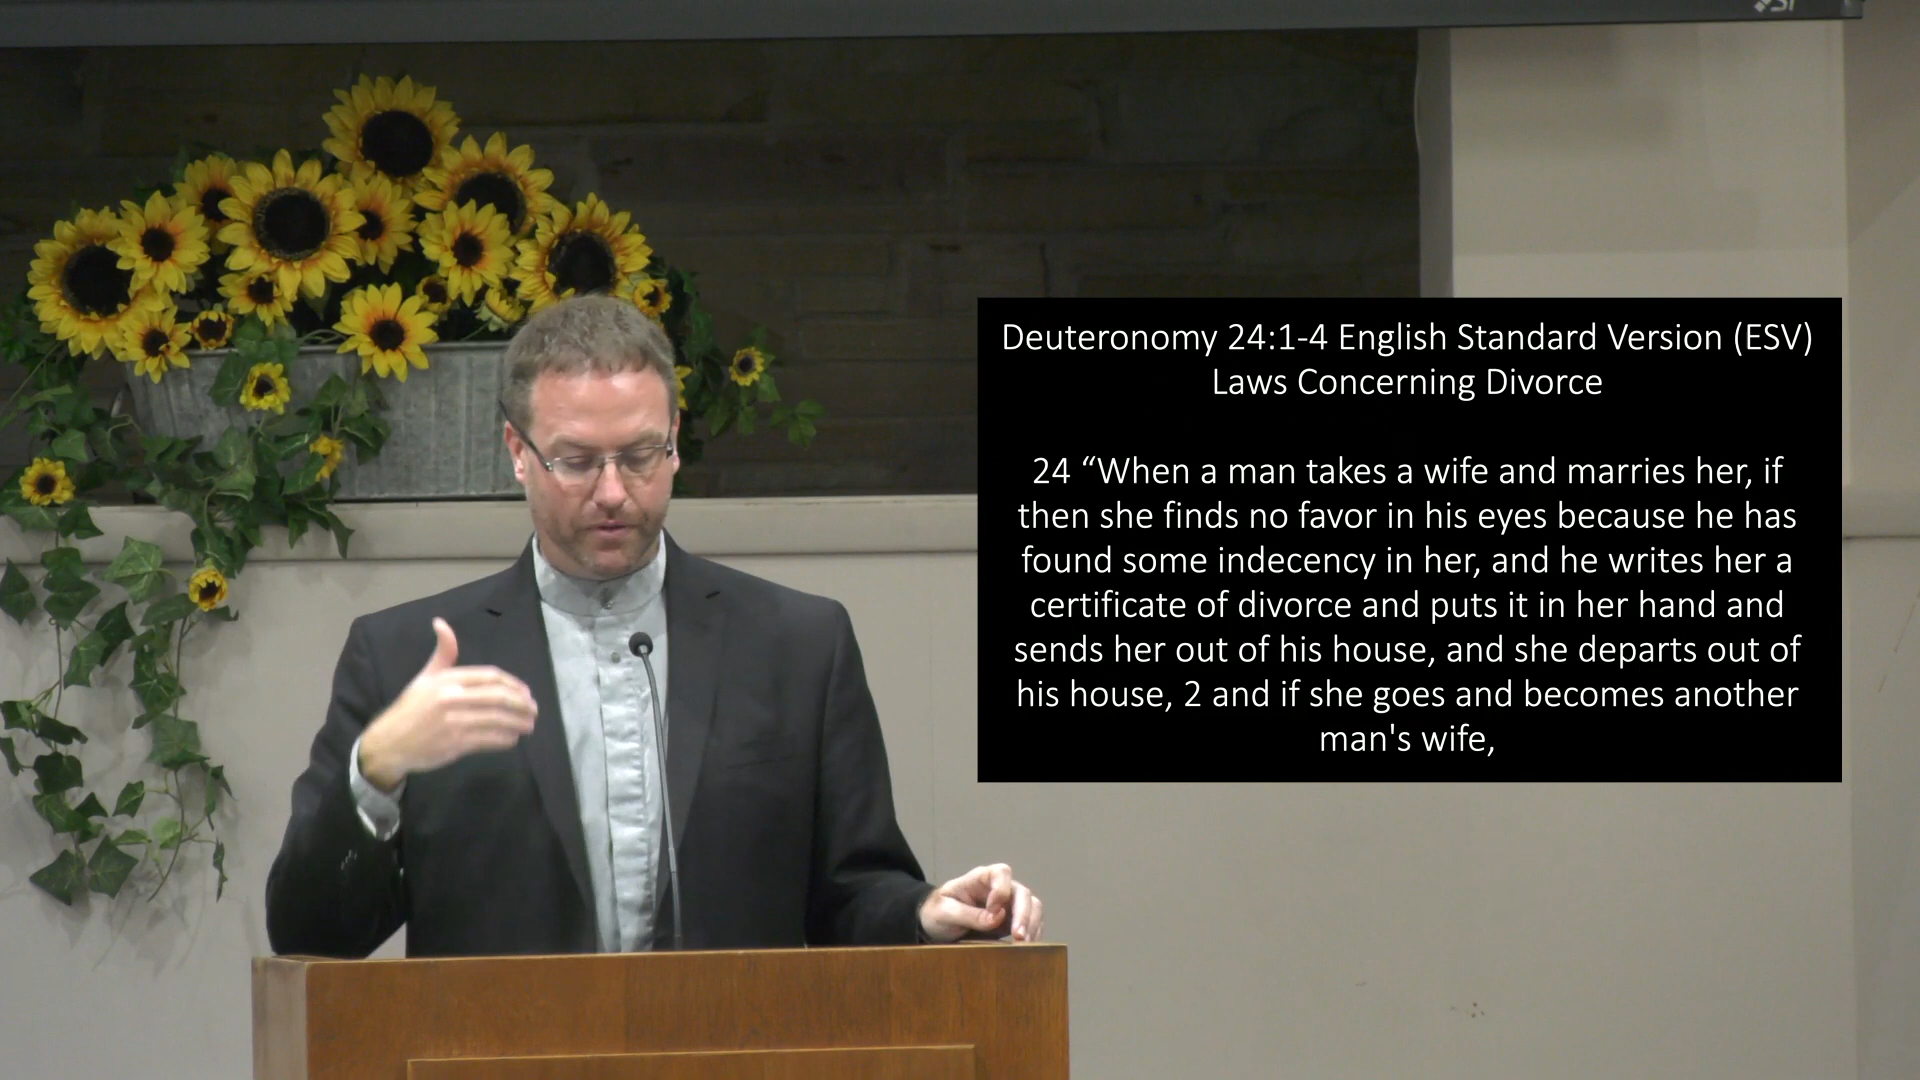 Deuteronomy 24:1-4 English Standard Version (ESV)
Laws Concerning Divorce
24 “When a man takes a wife and marries her, if
then she finds no favor in his eyes because he has
found some indecency in her, and he writes her a
certificate of divorce and puts it in her hand and
sends her out of his house, and she departs out of
his house, 2 and if she goes and becomes another
man's wife,